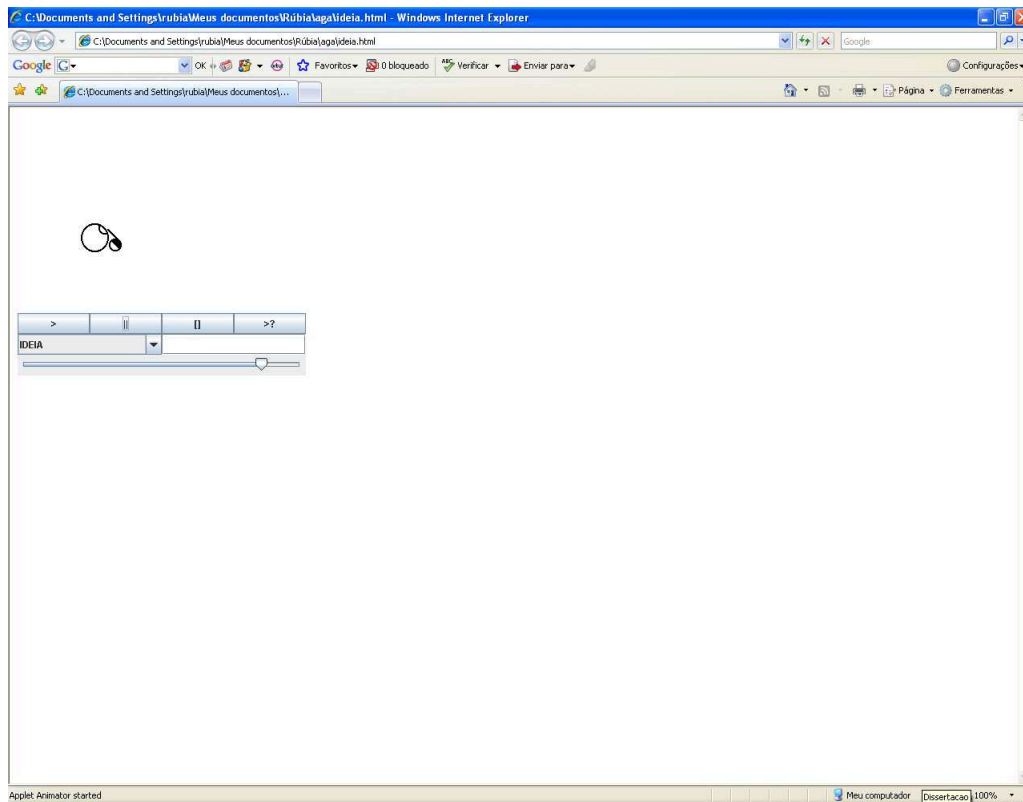 C:\Documents and Settings\rubia\Meus documentos\Rúbia\aga\ideia.html - Windows Internet Explorer
C:\Documents and Settings\rubia\Meus documentos\Rúbia\aga\ideia.html Google
Google G OK Favoritos 0 bloqueado ABC Verificar Enviar para Configurações
C:\Documents and Settings\rubia\Meus documentos\... Página Ferramentas
> || [] >?
IDEIA
Applet Animator started Meu computador Dissertacao 100%